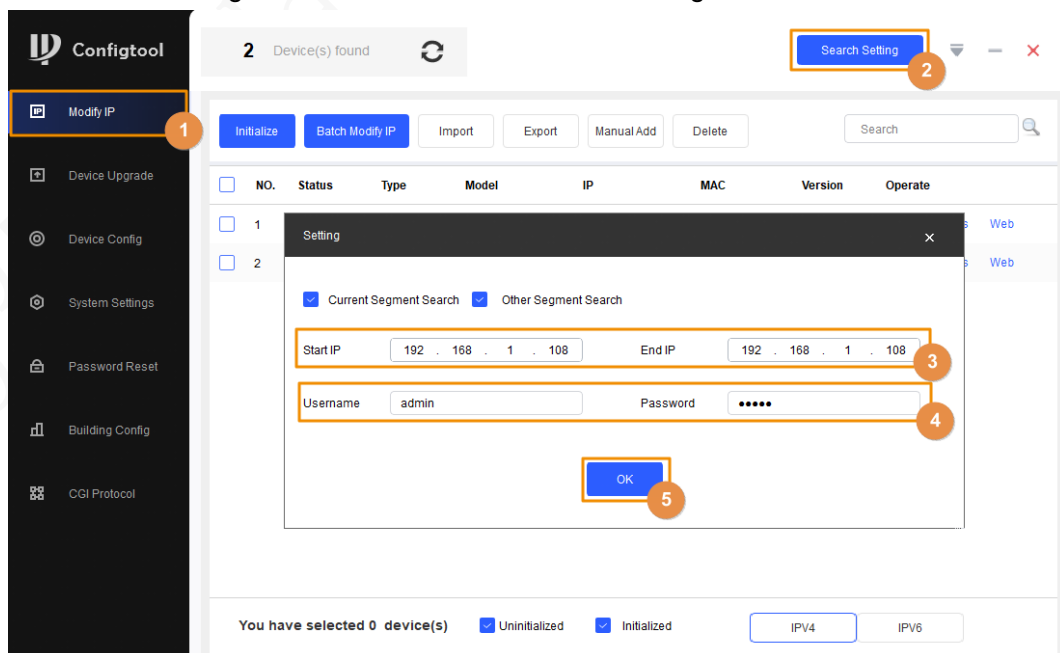 Configtool
2 Device(s) found
Search Setting
2
Modify IP
1
Initialize Batch Modify IP Import Export Manual Add Delete Search
Device Upgrade
NO. Status Type Model IP MAC Version Operate
1 s Web
Setting ×
Device Config
2 s Web
System Settings
Current Segment Search Other Segment Search
Start IP 192 . 168 . 1 . 108 End IP 192 . 168 . 1 . 108
3
Password Reset
Username admin Password •••••
4
Building Config
OK
5
CGI Protocol
You have selected 0 device(s) Uninitialized Initialized IPV4 IPV6